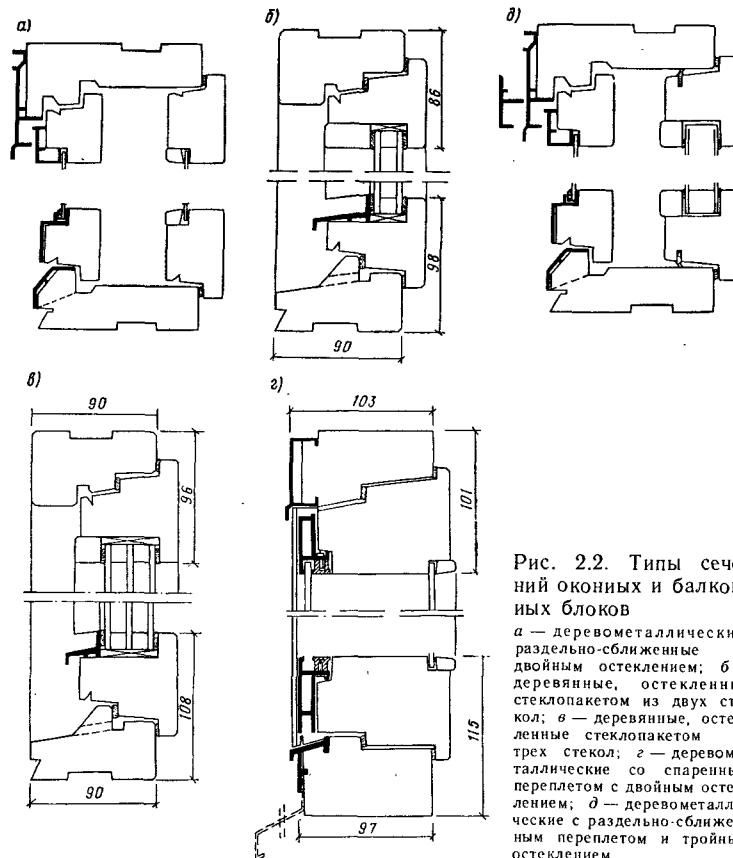 а)
б)
д)
86
98
90
в)
г)
90
103
96
101
108
115
90
97
Рис. 2.2. Типы сече
ний окониых и балкон
иых блоков
а — деревометаллически
раздельно-сближенные
двойным остеклением; б
деревянные, остекленны
стеклопакетом из двух ст
кол; в — деревянные, осте
ленные стеклопакетом
трех стекол; г — деревом
таллические со спаренны
переплетом с двойным осте
лением; д — деревометалл
ческие с раздельно-сближе
ным переплетом и тройны
остеклением